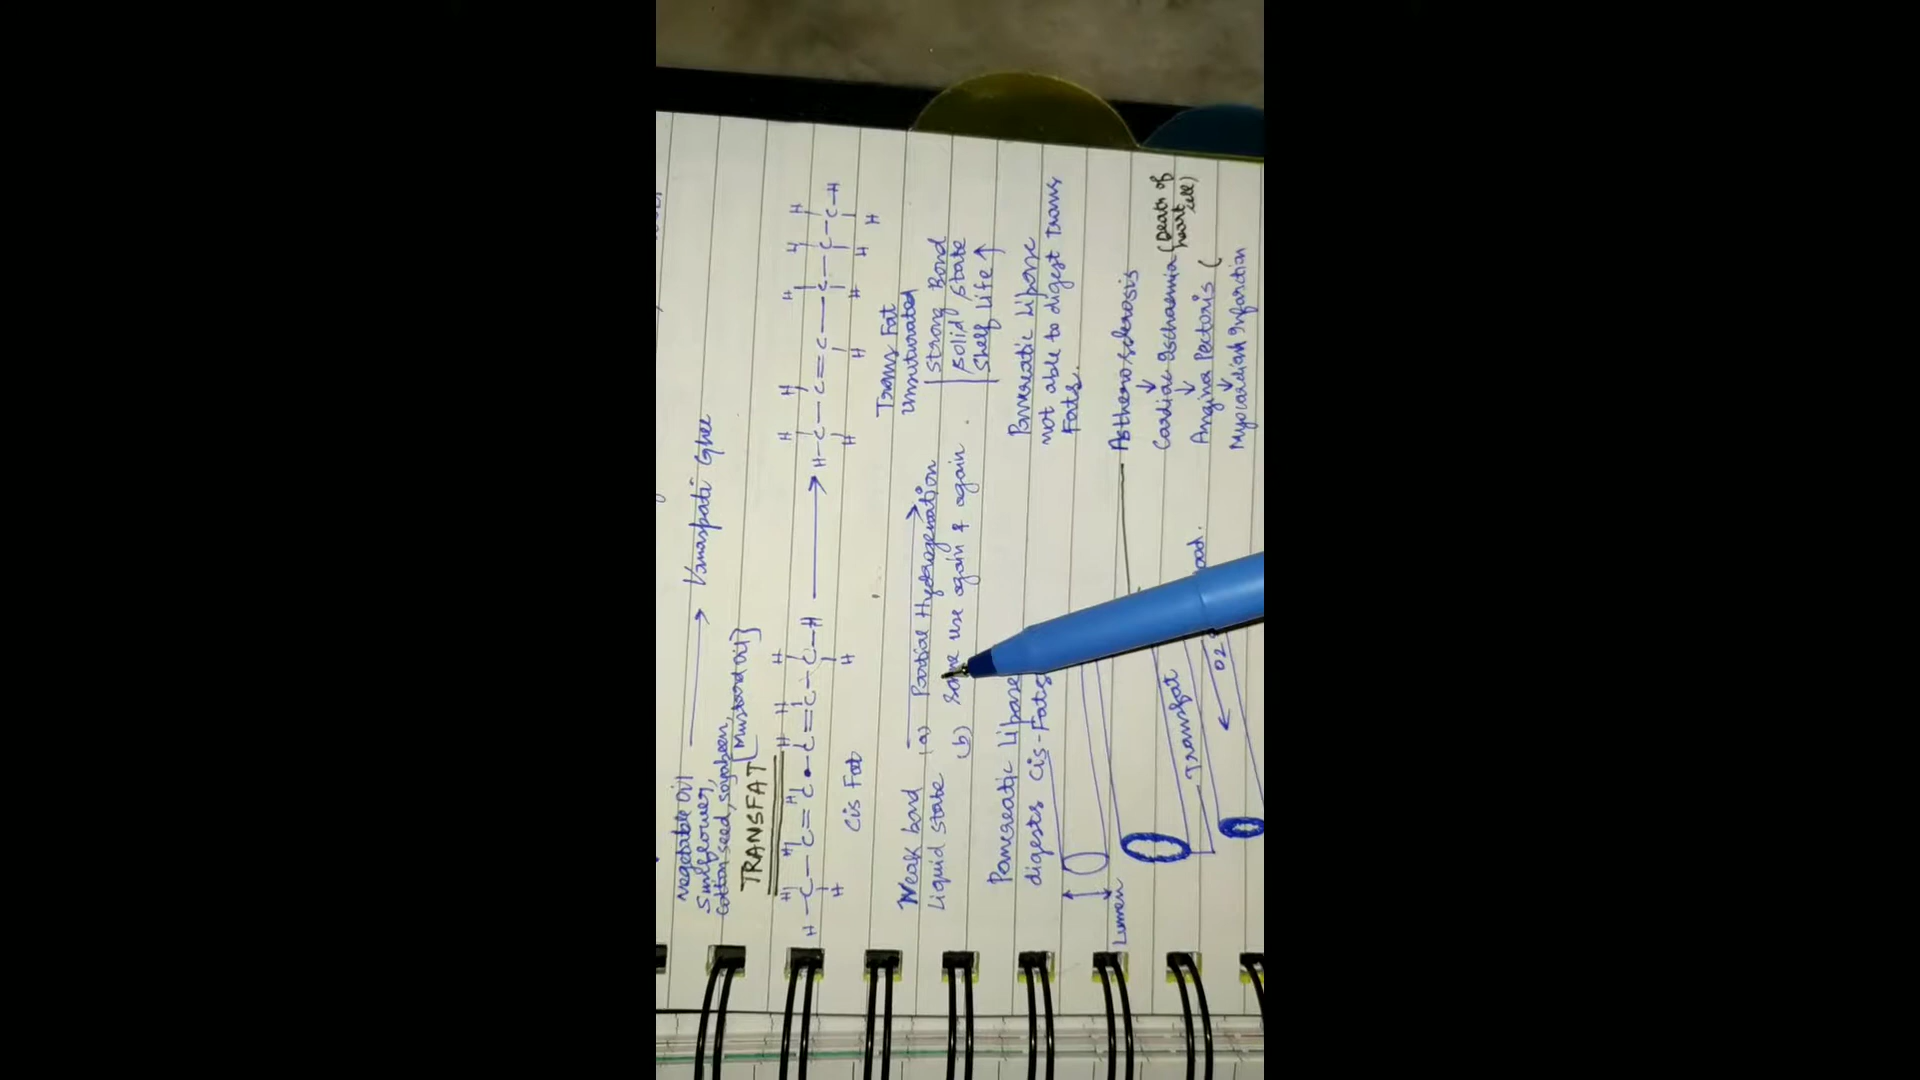 Vegetable Oil → Vanaspati Ghee
Sunflower,
Cotton seed, soyabeen,
[Mustard Oil]
TRANSFAT
H H H H H H
H-C-C=C-C=C-C-H → H-C-C=C-C-C-C-H
H H
Cis Fat
Trans Fat
unsaturated
Weak bond
Liquid state
(a) Partial Hydrogenation
(b) Same use again & again
Strong Bond
Solid State
Shelf Life ↑
Pancreatic Lipase
digests Cis-Fats
Pancreatic Lipase
not able to digest Trans
Fats.
Lumen
Transfat
O2
Astherosclerosis
Cardiac Ischaemia (Death of
heart
cell)
Angina Pectoris (
Myocardial Infarction